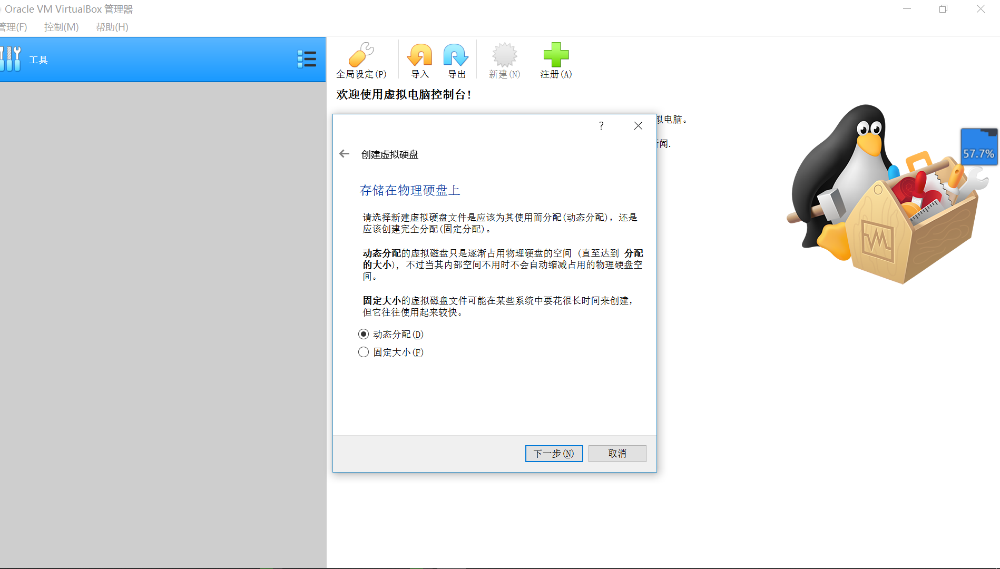 Oracle VM VirtualBox 管理器
管理(F) 控制(M) 帮助(H)
工具
全局设定(P) 导入 导出 新建(N) 注册(A)
欢迎使用虚拟电脑控制台!
拟电脑。
闻.
57.7%
?
创建虚拟硬盘
存储在物理硬盘上
请选择新建虚拟硬盘文件是应该为其使用而分配(动态分配)，还是
应该创建完全分配(固定分配)。
动态分配的虚拟磁盘只是逐渐占用物理硬盘的空间 (直至达到 分配
的大小)，不过当其内部空间不用时不会自动缩减占用的物理硬盘空
间。
固定大小的虚拟磁盘文件可能在某些系统中要花很长时间来创建，
但它往往使用起来较快。
动态分配(D)
固定大小(F)
下一步(N) 取消